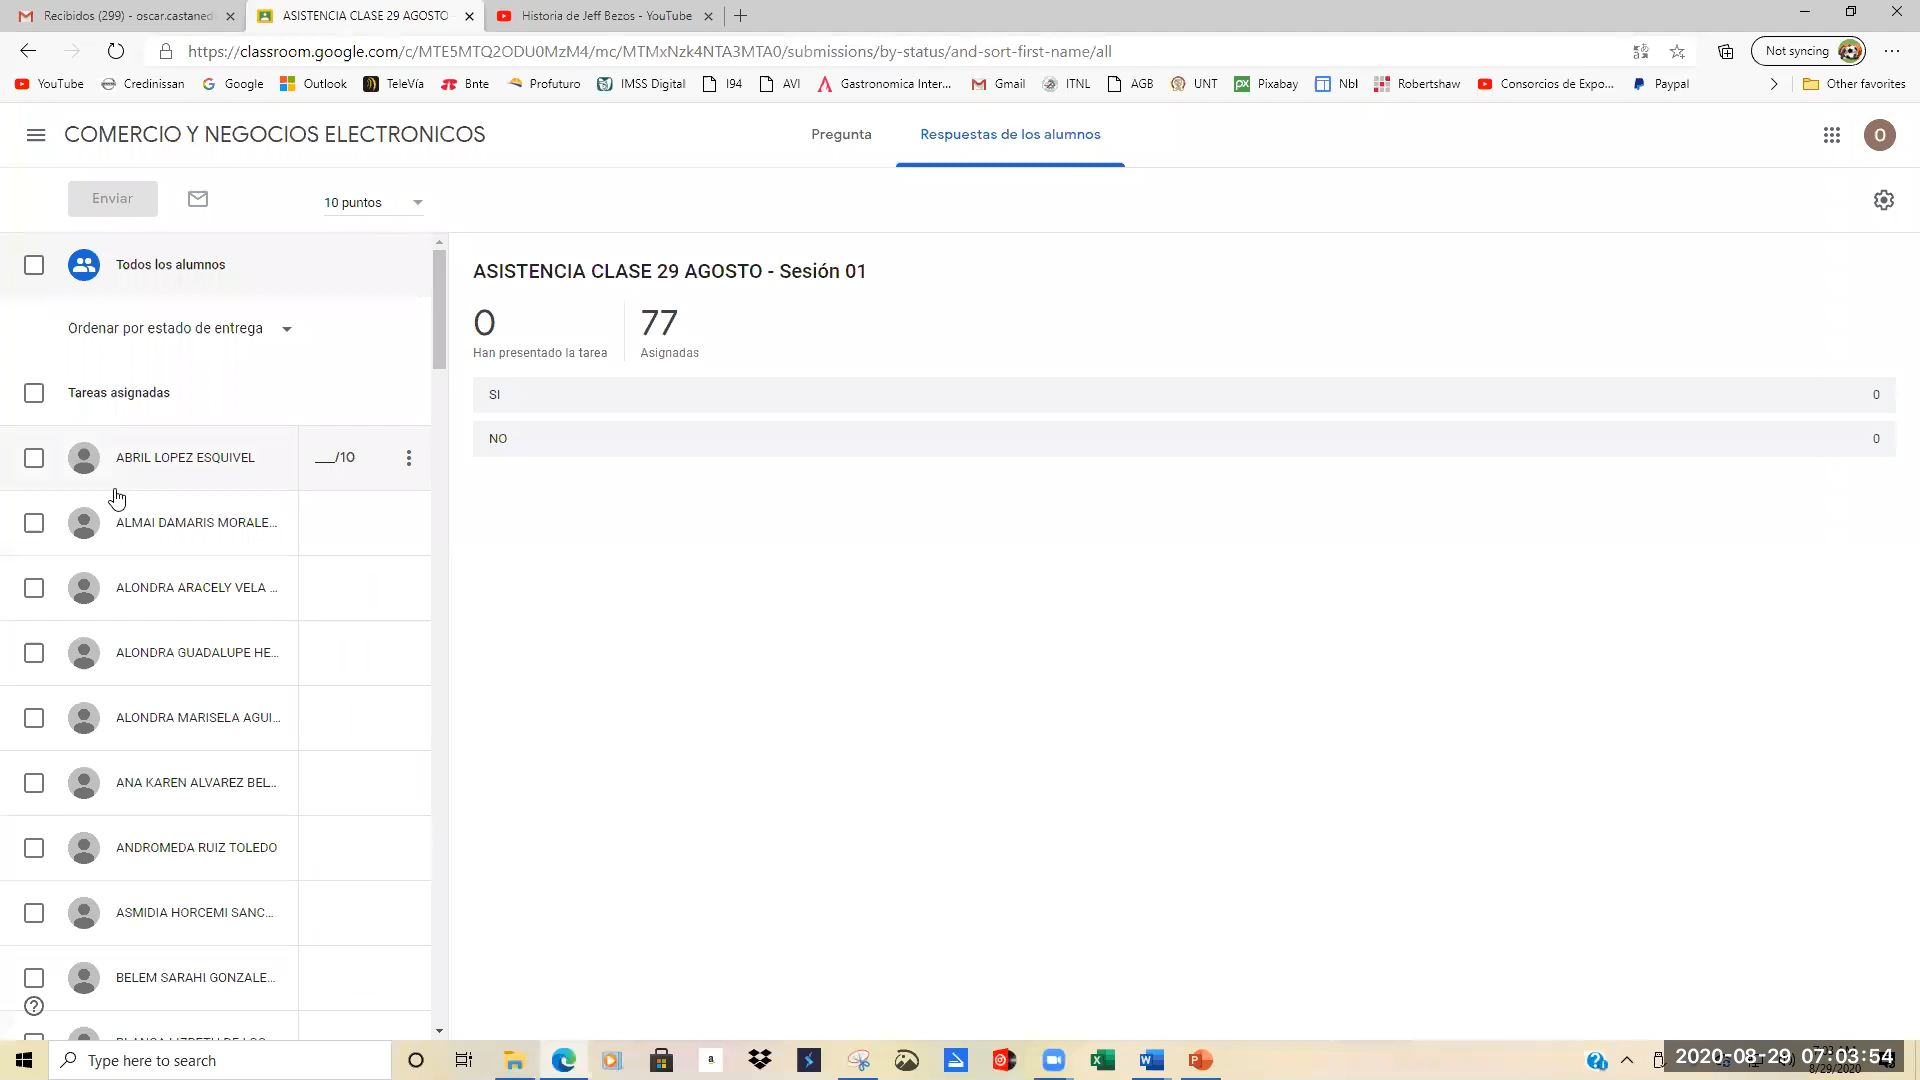 Recibidos (299) - oscar.castaned
ASISTENCIA CLASE 29 AGOSTO
Historia de Jeff Bezos - YouTube
https://classroom.google.com/c/MTE5MTQ2ODU0MzM4/mc/MTMxNzk4NTA3MTA0/submissions/by-status/and-sort-first-name/all
Not syncing
YouTube Credinissan Google Outlook TeleVía Bnte Profuturo IMSS Digital I94 AVI Gastronomica Inter... Gmail ITNL AGB UNT Pixabay Nbl Robertshaw Consorcios de Expo... Paypal Other favorites
COMERCIO Y NEGOCIOS ELECTRONICOS
Pregunta
Respuestas de los alumnos
O
Enviar
10 puntos
Todos los alumnos
Ordenar por estado de entrega
Tareas asignadas
ABRIL LOPEZ ESQUIVEL
___/10
ALMAI DAMARIS MORALE...
ALONDRA ARACELY VELA ...
ALONDRA GUADALUPE HE...
ALONDRA MARISELA AGUI...
ANA KAREN ALVAREZ BEL...
ANDROMEDA RUIZ TOLEDO
ASMIDIA HORCEMI SANC...
BELEM SARAHI GONZALE...
ASISTENCIA CLASE 29 AGOSTO - Sesión 01
0
Han presentado la tarea
77
Asignadas
SI 0
NO 0
Type here to search
2020-08-29 07:03:54
8/29/2020